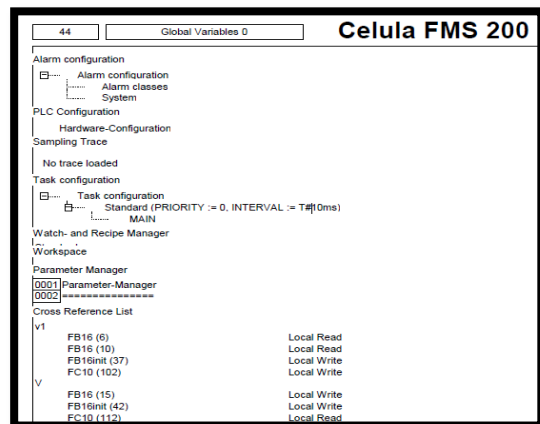 44
Global Variables 0
Celula FMS 200
Alarm configuration
Alarm configuration
Alarm classes
System
PLC Configuration
Hardware-Configuration
Sampling Trace
No trace loaded
Task configuration
Task configuration
Standard (PRIORITY := 0, INTERVAL := T#10ms)
MAIN
Watch- and Recipe Manager
Workspace
Parameter Manager
0001 Parameter-Manager
0002 ===============
Cross Reference List
v1
FB16 (6) Local Read
FB16 (10) Local Read
FB16init (37) Local Write
FC10 (102) Local Write
V
FB16 (15) Local Write
FB16init (42) Local Write
FC10 (112) Local Read